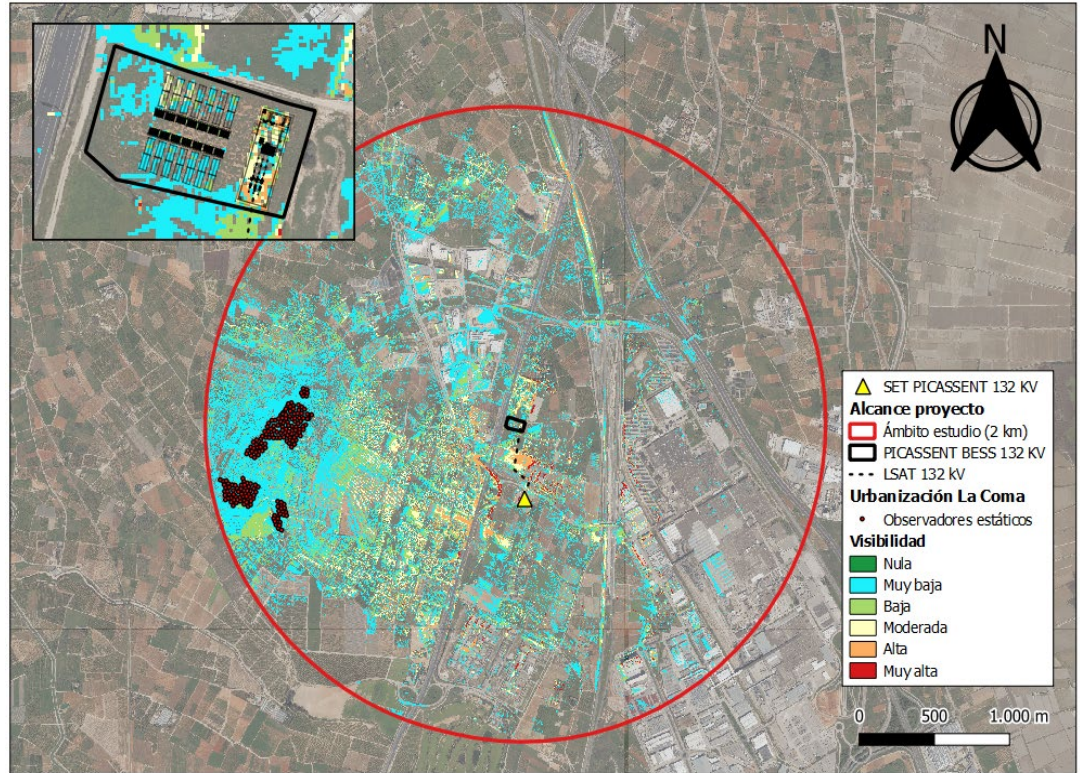 N
SET PICASSENT 132 KV
Alcance proyecto
Ámbito estudio (2 km)
PICASSENT BESS 132 KV
LSAT 132 kV
Urbanización La Coma
Observadores estáticos
Visibilidad
Nula
Muy baja
Baja
Moderada
Alta
Muy alta
0 500 1.000 m